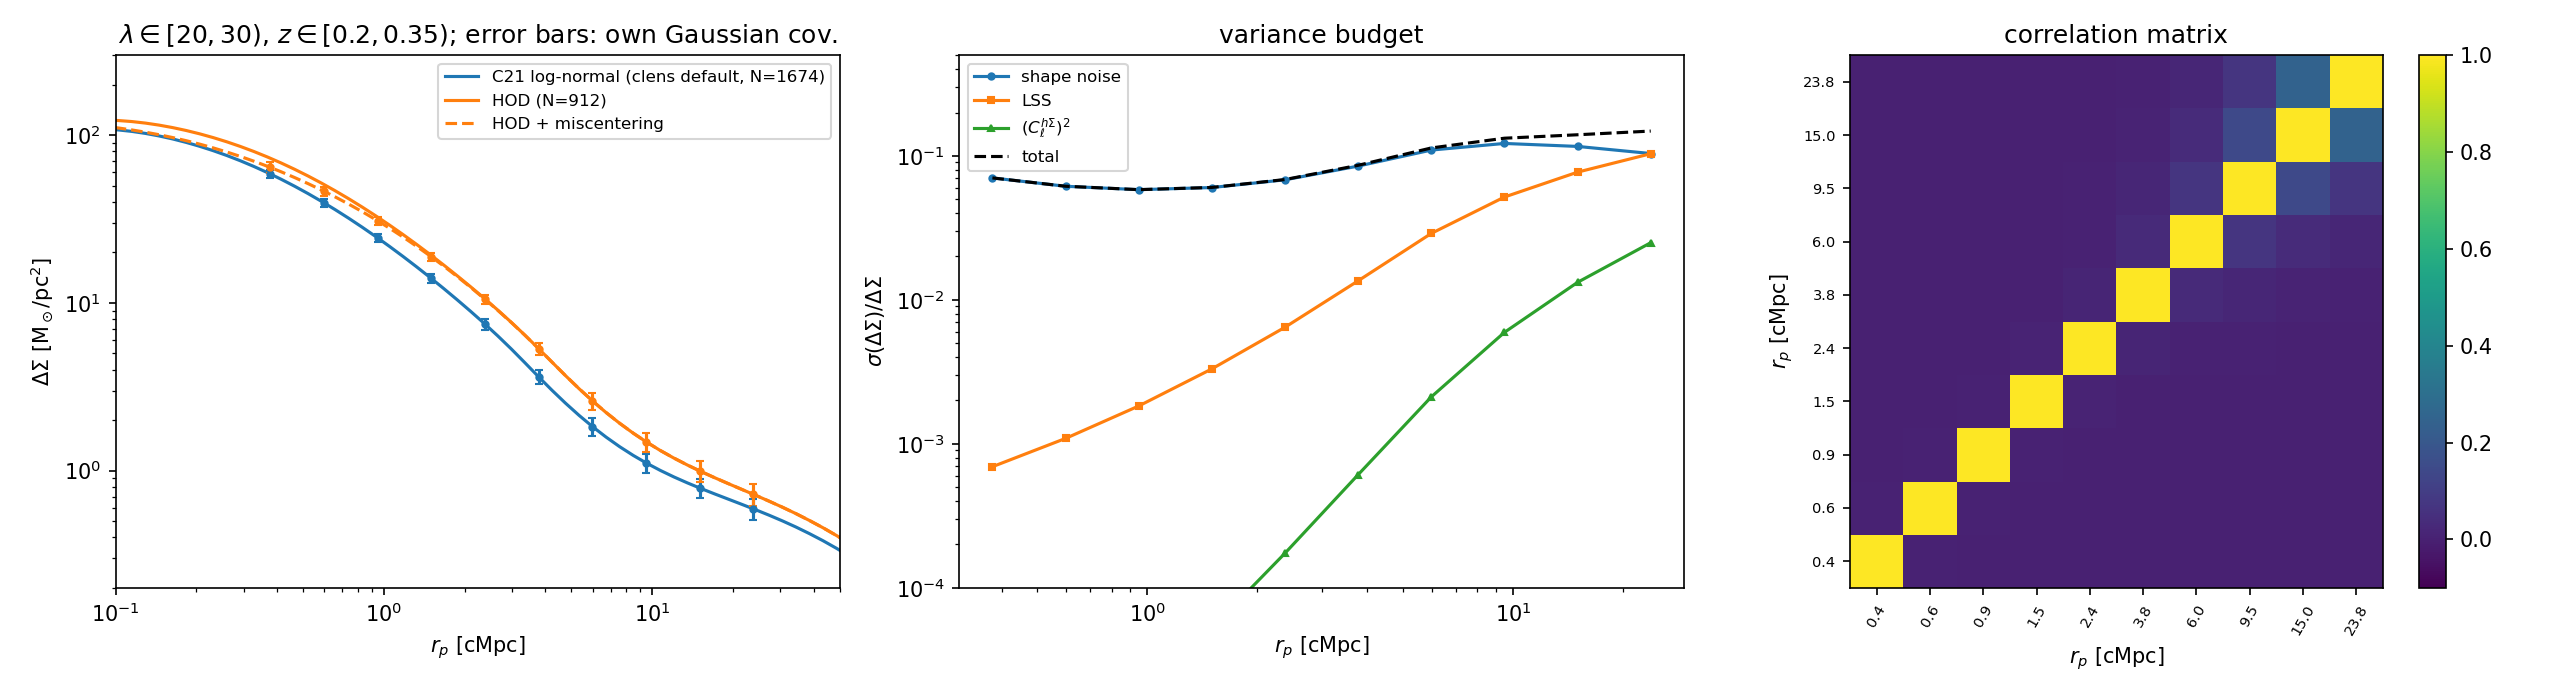 λ ∈ [20, 30), z ∈ [0.2, 0.35); error bars: own Gaussian cov.
C21 log-normal (clens default, N=1674)
HOD (N=912)
HOD + miscentering
ΔΣ [M⊙/pc²]
10²
10¹
10⁰
10⁻¹
10⁰
10¹
r_p [cMpc]
variance budget
shape noise
LSS
(C_ℓ^{hΣ})²
total
σ(ΔΣ)/ΔΣ
10⁻¹
10⁻²
10⁻³
10⁻⁴
10⁰
10¹
r_p [cMpc]
correlation matrix
r_p [cMpc]
23.8
15.0
9.5
6.0
3.8
2.4
1.5
0.9
0.6
0.4
0.4 0.6 0.9 1.5 2.4 3.8 6.0 9.5 15.0 23.8
r_p [cMpc]
1.0
0.8
0.6
0.4
0.2
0.0